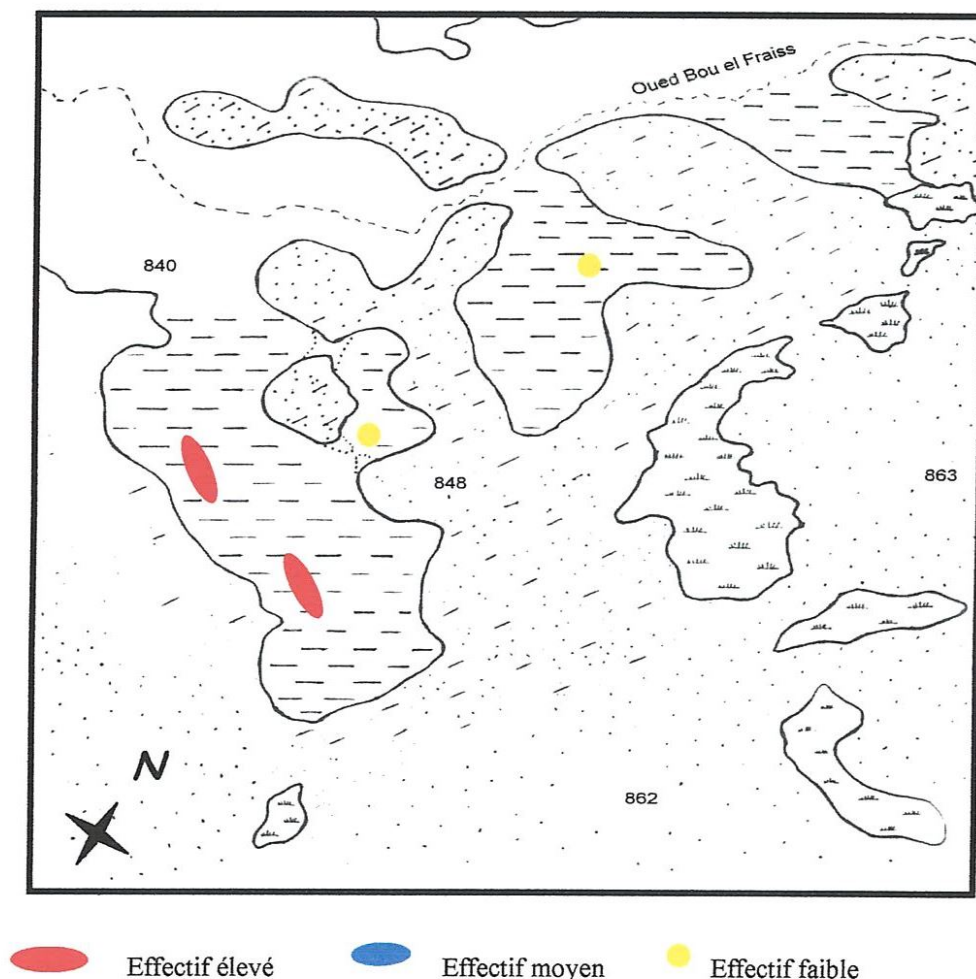 Oued Bou el Fraiss
840
848
863
862
N
Effectif élevé Effectif moyen Effectif faible